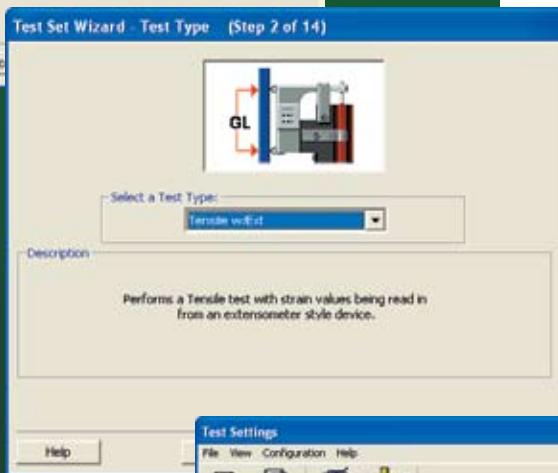 Test Set Wizard - Test Type (Step 2 of 14)
GL
Select a Test Type:
Tensile w/Ext
Description
Performs a Tensile test with strain values being read in
from an extensometer style device.
Help
Test Settings
File View Configuration Help